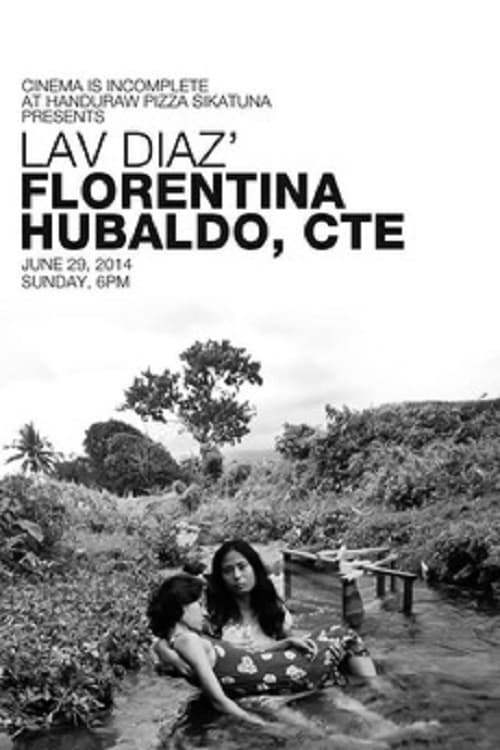 CINEMA IS INCOMPLETE
AT HANDURAW PIZZA SIKATUNA
PRESENTS
LAV DIAZ'
FLORENTINA
HUBALDO, CTE
JUNE 29, 2014
SUNDAY, 6PM